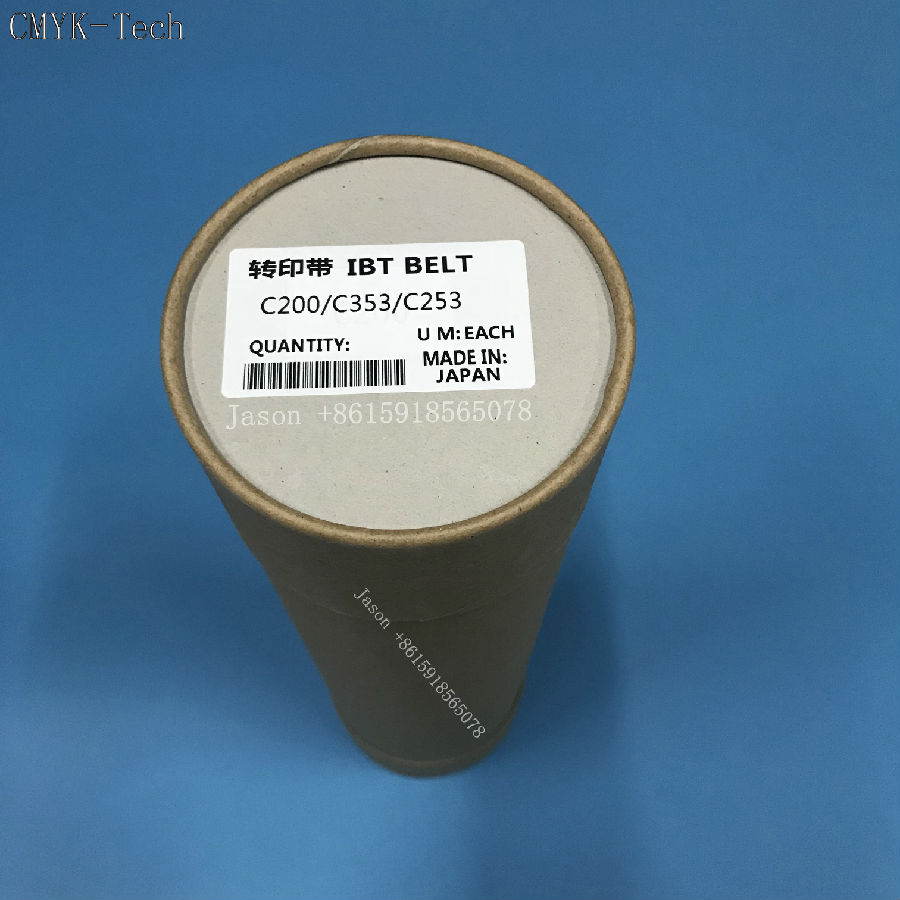 CMYK-Tech
转印带 IBT BELT
C200/C353/C253
QUANTITY:
U M:EACH
MADE IN:
JAPAN
Jason +8615918565078
Jason +8615918565078